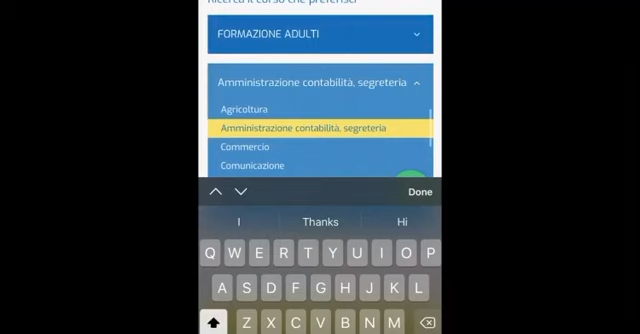 Ricerca il corso che preferisci
FORMAZIONE ADULTI
Amministrazione contabilità, segreteria
Agricoltura
Amministrazione contabilità, segreteria
Commercio
Comunicazione
Done
I Thanks Hi
Q W E R T Y U I O P
A S D F G H J K L
Z X C V B N M